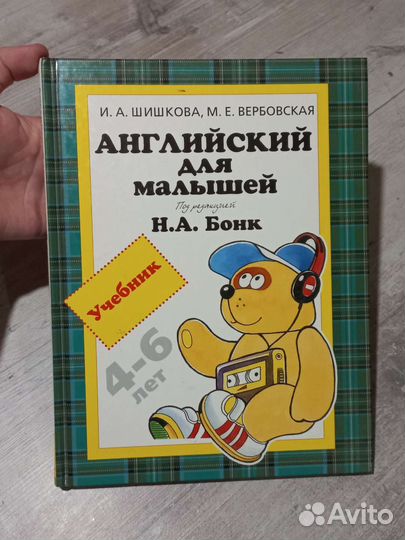 И. А. ШИШКОВА, М. Е. ВЕРБОВСКАЯ
АНГЛИЙСКИЙ
ДЛЯ
МАЛЫШЕЙ
Под редакцией
Н.А. Бонк
Учебник
4-6
лет
Avito